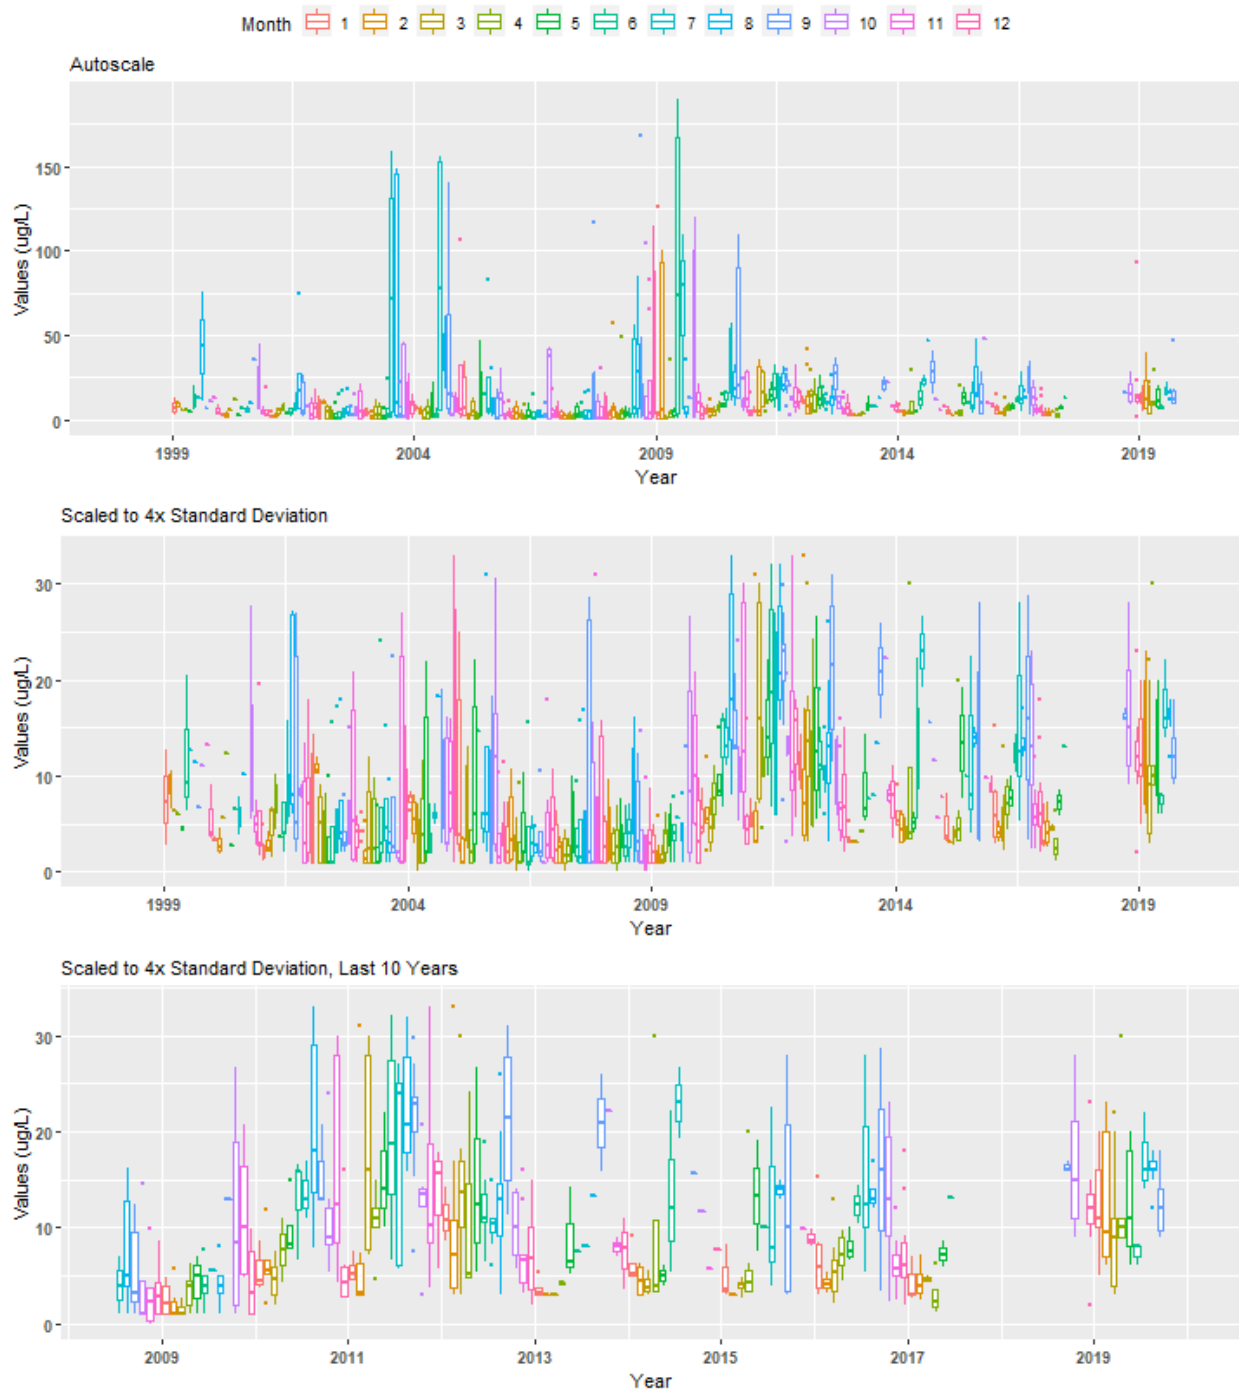 Month 1 2 3 4 5 6 7 8 9 10 11 12
Autoscale
Values (ug/L)
150
100
50
0
1999 2004 2009 2014 2019
Year
Scaled to 4x Standard Deviation
Values (ug/L)
30
20
10
0
1999 2004 2009 2014 2019
Year
Scaled to 4x Standard Deviation, Last 10 Years
Values (ug/L)
30
20
10
0
2009 2011 2013 2015 2017 2019
Year